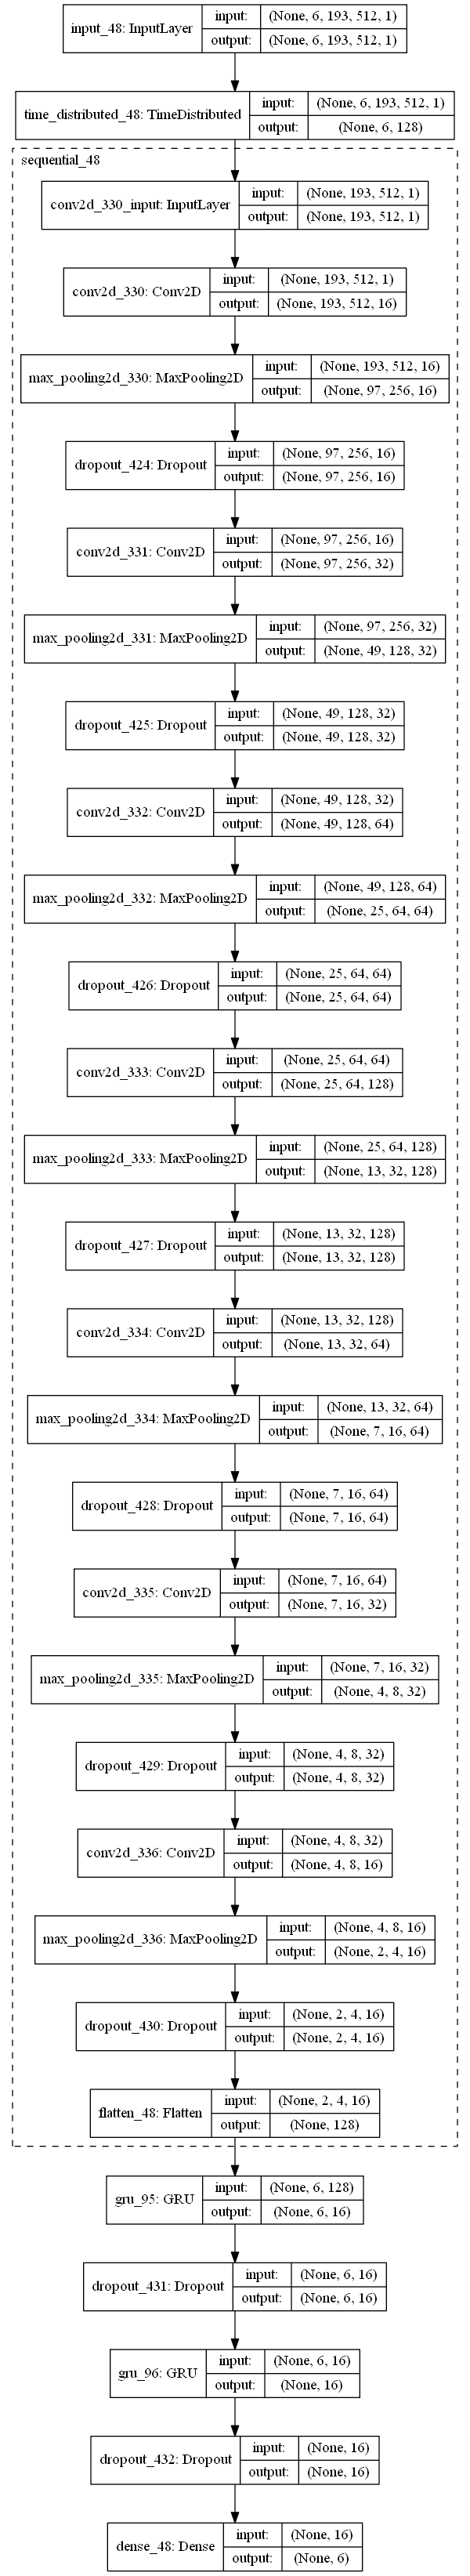 input_48: InputLayer
input: (None, 6, 193, 512, 1)
output: (None, 6, 193, 512, 1)
time_distributed_48: TimeDistributed
input: (None, 6, 193, 512, 1)
output: (None, 6, 128)
sequential_48
conv2d_330_input: InputLayer
input: (None, 193, 512, 1)
output: (None, 193, 512, 1)
conv2d_330: Conv2D
input: (None, 193, 512, 1)
output: (None, 193, 512, 16)
max_pooling2d_330: MaxPooling2D
input: (None, 193, 512, 16)
output: (None, 97, 256, 16)
dropout_424: Dropout
input: (None, 97, 256, 16)
output: (None, 97, 256, 16)
conv2d_331: Conv2D
input: (None, 97, 256, 16)
output: (None, 97, 256, 32)
max_pooling2d_331: MaxPooling2D
input: (None, 97, 256, 32)
output: (None, 49, 128, 32)
dropout_425: Dropout
input: (None, 49, 128, 32)
output: (None, 49, 128, 32)
conv2d_332: Conv2D
input: (None, 49, 128, 32)
output: (None, 49, 128, 64)
max_pooling2d_332: MaxPooling2D
input: (None, 49, 128, 64)
output: (None, 25, 64, 64)
dropout_426: Dropout
input: (None, 25, 64, 64)
output: (None, 25, 64, 64)
conv2d_333: Conv2D
input: (None, 25, 64, 64)
output: (None, 25, 64, 128)
max_pooling2d_333: MaxPooling2D
input: (None, 25, 64, 128)
output: (None, 13, 32, 128)
dropout_427: Dropout
input: (None, 13, 32, 128)
output: (None, 13, 32, 128)
conv2d_334: Conv2D
input: (None, 13, 32, 128)
output: (None, 13, 32, 64)
max_pooling2d_334: MaxPooling2D
input: (None, 13, 32, 64)
output: (None, 7, 16, 64)
dropout_428: Dropout
input: (None, 7, 16, 64)
output: (None, 7, 16, 64)
conv2d_335: Conv2D
input: (None, 7, 16, 64)
output: (None, 7, 16, 32)
max_pooling2d_335: MaxPooling2D
input: (None, 7, 16, 32)
output: (None, 4, 8, 32)
dropout_429: Dropout
input: (None, 4, 8, 32)
output: (None, 4, 8, 32)
conv2d_336: Conv2D
input: (None, 4, 8, 32)
output: (None, 4, 8, 16)
max_pooling2d_336: MaxPooling2D
input: (None, 4, 8, 16)
output: (None, 2, 4, 16)
dropout_430: Dropout
input: (None, 2, 4, 16)
output: (None, 2, 4, 16)
flatten_48: Flatten
input: (None, 2, 4, 16)
output: (None, 128)
gru_95: GRU
input: (None, 6, 128)
output: (None, 6, 16)
dropout_431: Dropout
input: (None, 6, 16)
output: (None, 6, 16)
gru_96: GRU
input: (None, 6, 16)
output: (None, 16)
dropout_432: Dropout
input: (None, 16)
output: (None, 16)
dense_48: Dense
input: (None, 16)
output: (None, 6)